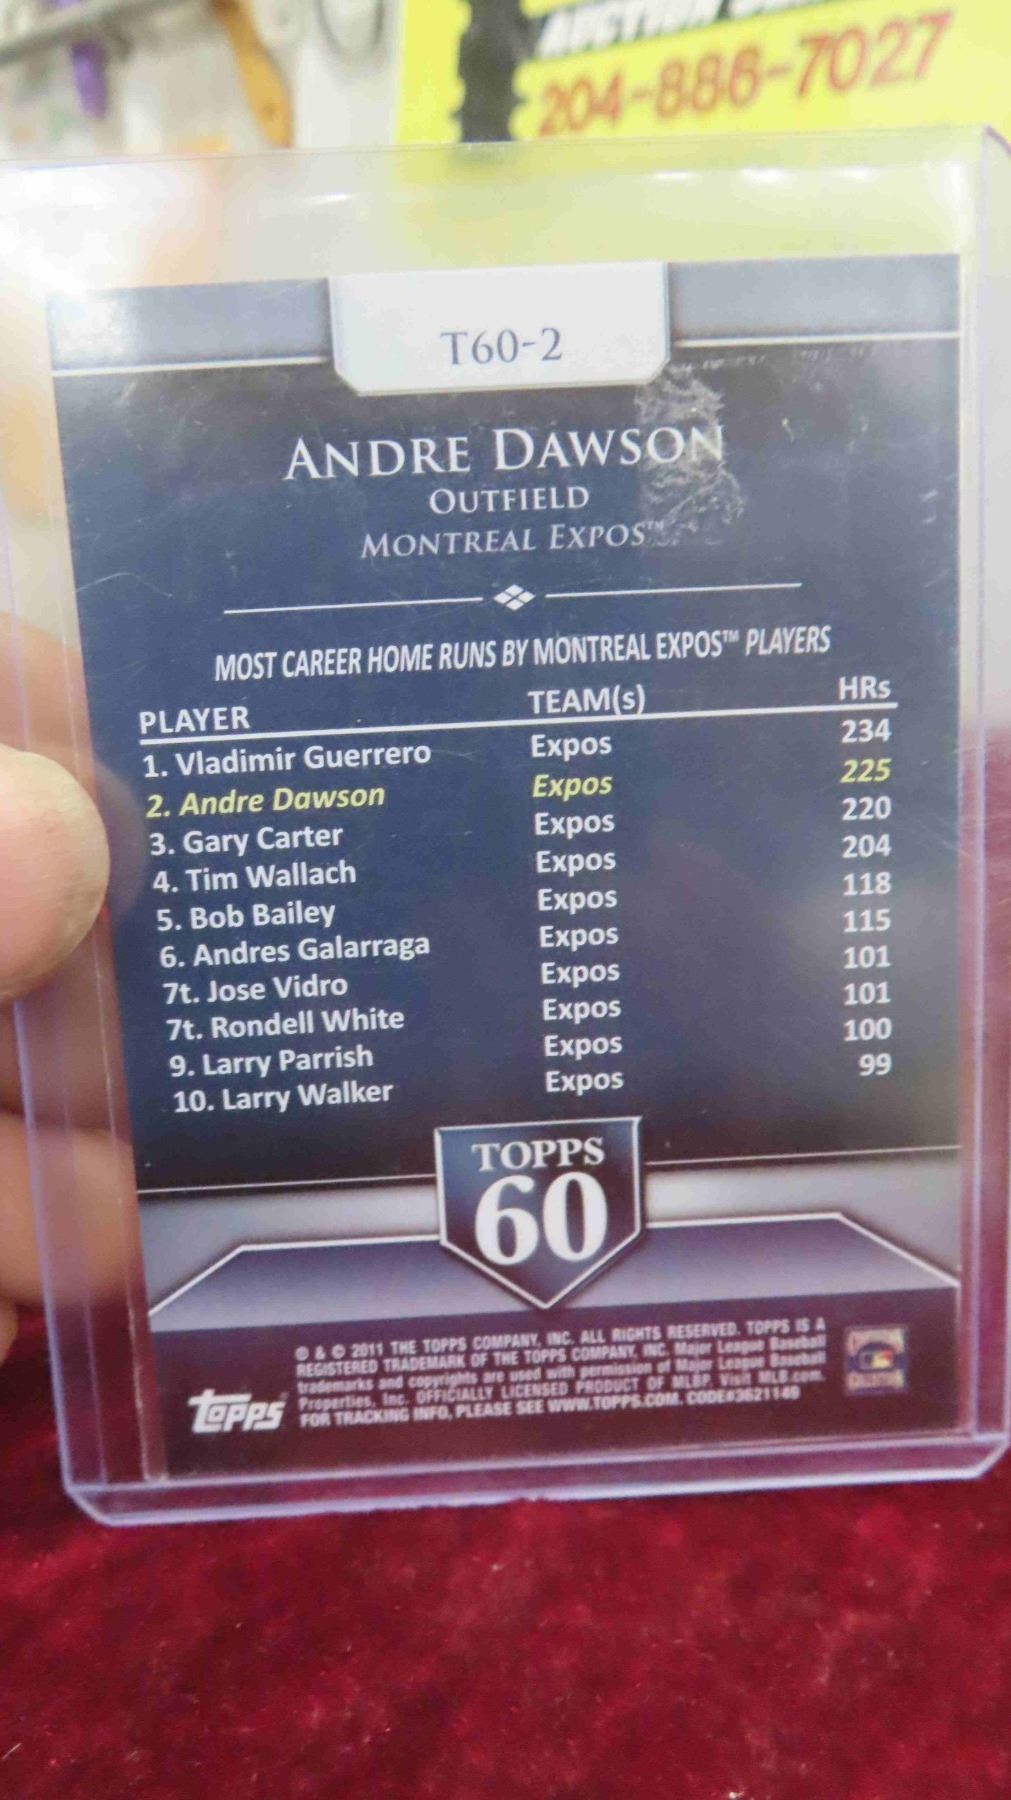 AUCTION
204-886-7027
T60-2
ANDRE DAWSON
OUTFIELD
MONTREAL EXPOS™
MOST CAREER HOME RUNS BY MONTREAL EXPOS™ PLAYERS
PLAYER TEAM(s) HRs
1. Vladimir Guerrero Expos 234
2. Andre Dawson Expos 225
3. Gary Carter Expos 220
4. Tim Wallach Expos 204
5. Bob Bailey Expos 118
6. Andres Galarraga Expos 115
7t. Jose Vidro Expos 101
7t. Rondell White Expos 101
9. Larry Parrish Expos 100
10. Larry Walker Expos 99
TOPPS
60
® & © 2011 THE TOPPS COMPANY, INC. ALL RIGHTS RESERVED. TOPPS IS A
REGISTERED TRADEMARK OF THE TOPPS COMPANY, INC. Major League Baseball
trademarks and copyrights are used with permission of Major League Baseball
Properties, Inc. OFFICIALLY LICENSED PRODUCT OF MLBP. Visit MLB.com.
FOR TRACKING INFO, PLEASE SEE WWW.TOPPS.COM. CODE#3621149
topps